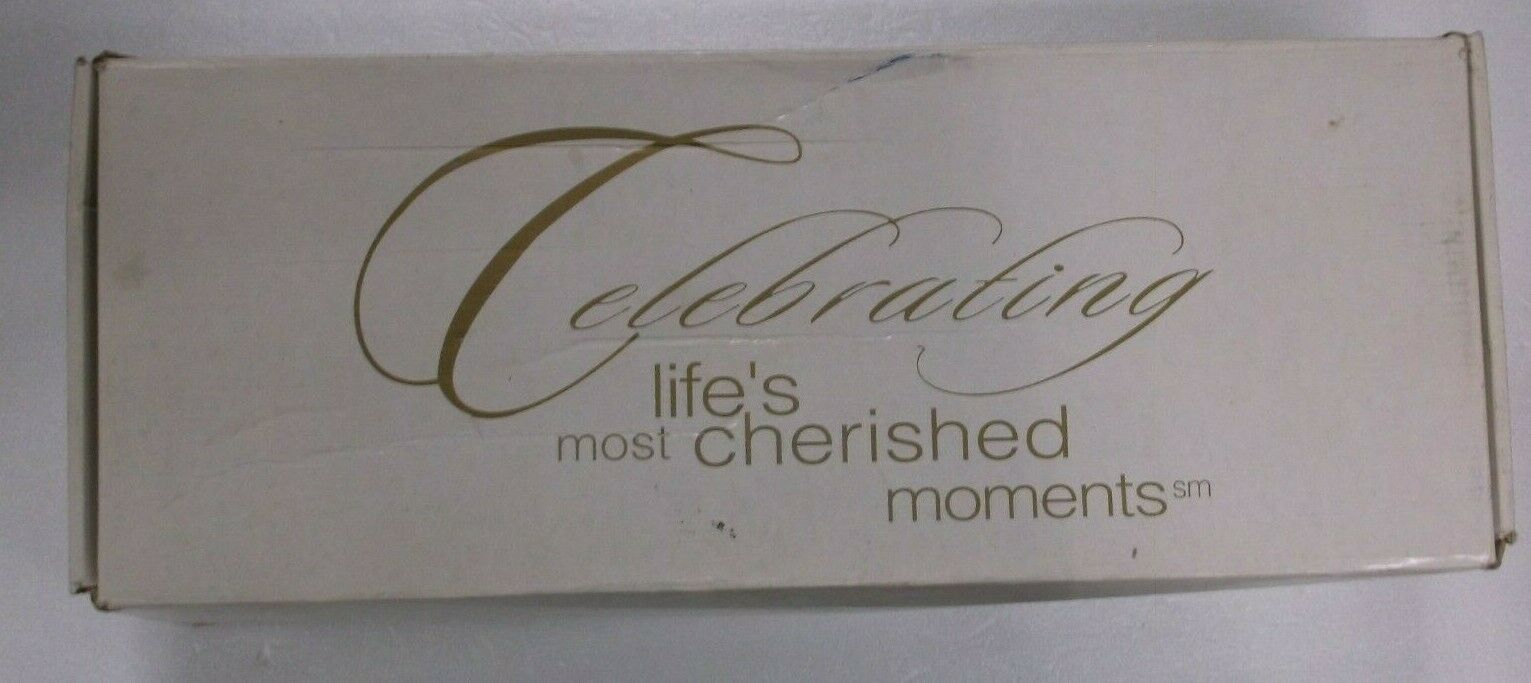 Celebrating
life's
most cherished
moments sm